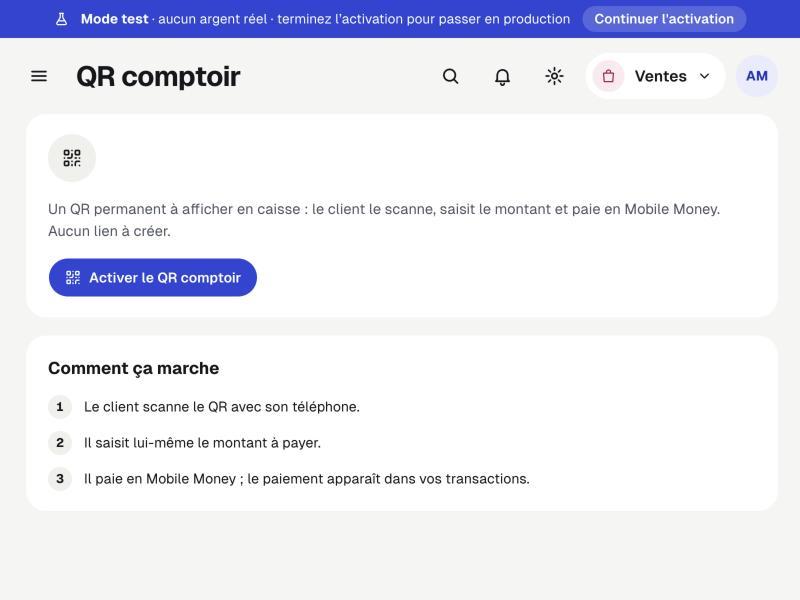 Mode test · aucun argent réel · terminez l'activation pour passer en production
Continuer l'activation
QR comptoir
Ventes
AM
Un QR permanent à afficher en caisse : le client le scanne, saisit le montant et paie en Mobile Money.
Aucun lien à créer.
Activer le QR comptoir
Comment ça marche
1 Le client scanne le QR avec son téléphone.
2 Il saisit lui-même le montant à payer.
3 Il paie en Mobile Money ; le paiement apparaît dans vos transactions.